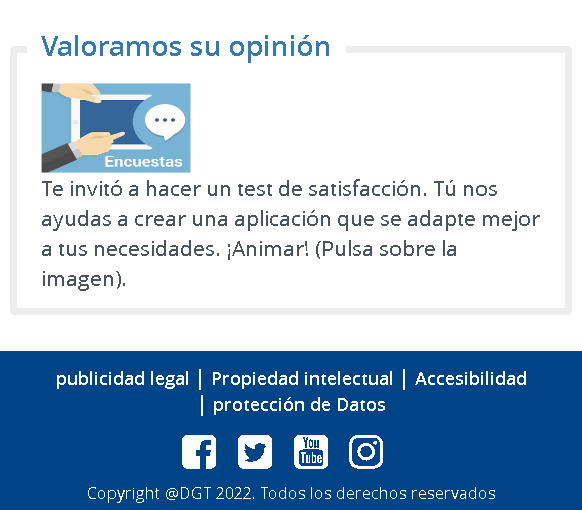 Valoramos su opinión
Encuestas
Te invitó a hacer un test de satisfacción. Tú nos
ayudas a crear una aplicación que se adapte mejor
a tus necesidades. ¡Animar! (Pulsa sobre la
imagen).
publicidad legal | Propiedad intelectual | Accesibilidad
| protección de Datos
You
Tube
Copyright @DGT 2022. Todos los derechos reservados